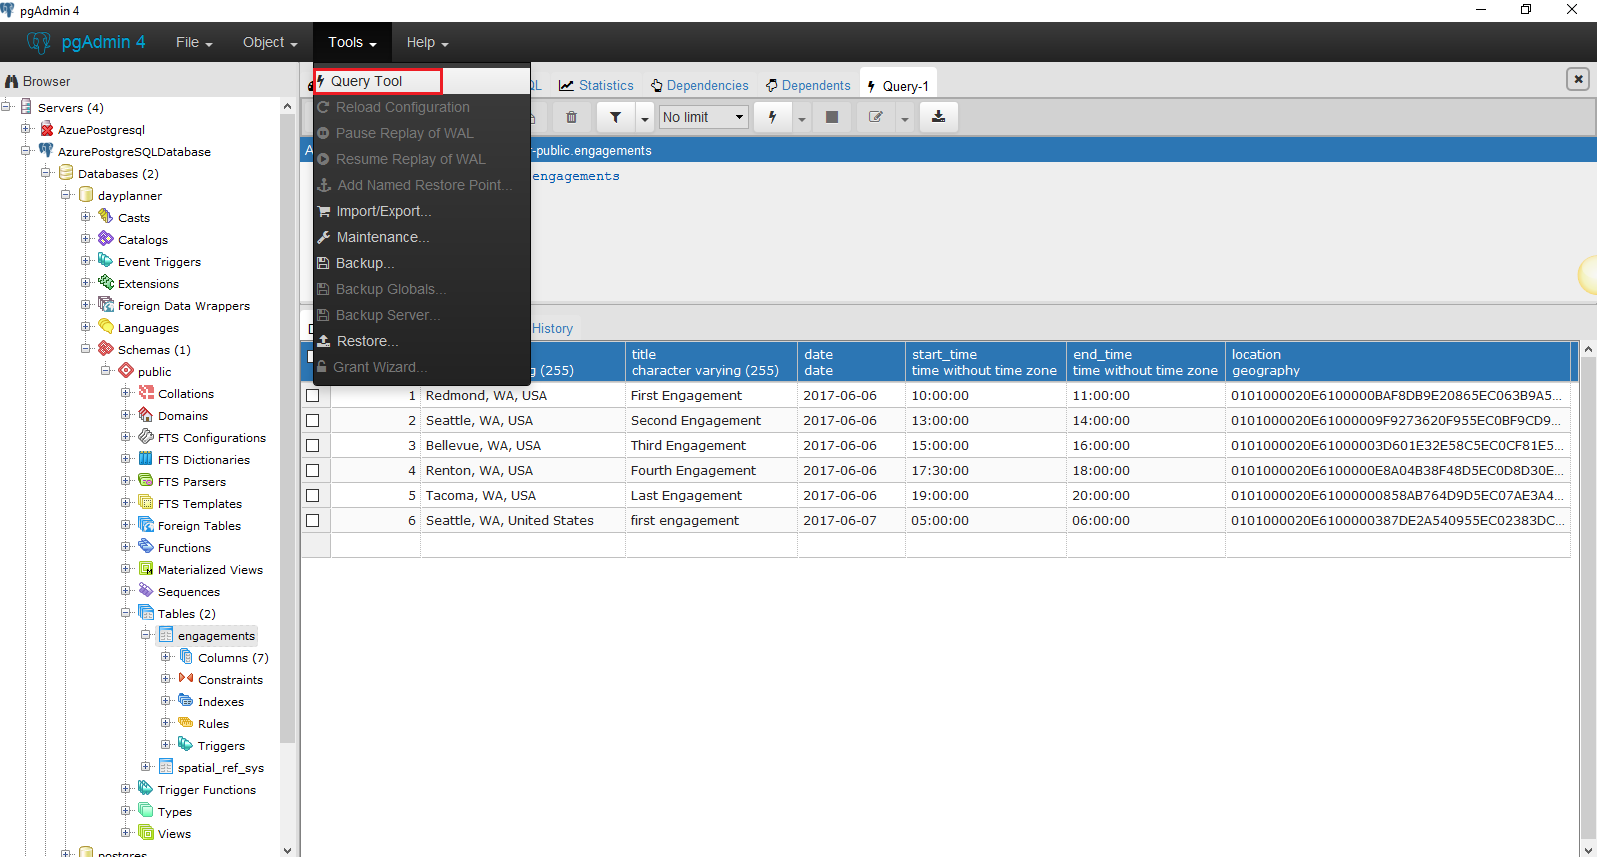 pgAdmin 4
pgAdmin 4 File Object Tools Help
Browser
Servers (4)
AzuePostgresql
AzurePostgreSQLDatabase
Databases (2)
dayplanner
Casts
Catalogs
Event Triggers
Extensions
Foreign Data Wrappers
Languages
Schemas (1)
public
Collations
Domains
FTS Configurations
FTS Dictionaries
FTS Parsers
FTS Templates
Foreign Tables
Functions
Materialized Views
Sequences
Tables (2)
engagements
Columns (7)
Constraints
Indexes
Rules
Triggers
spatial_ref_sys
Trigger Functions
Types
Views
postgres
Query Tool
Reload Configuration
Pause Replay of WAL
Resume Replay of WAL
Add Named Restore Point...
Import/Export...
Maintenance...
Backup...
Backup Globals...
Backup Server...
Restore...
Grant Wizard...
QL Statistics Dependencies Dependents Query-1
No limit
-public.engagements
engagements
History
title date start_time end_time location
(255) character varying (255) date time without time zone time without time zone geography
1 Redmond, WA, USA First Engagement 2017-06-06 10:00:00 11:00:00 0101000020E6100000BAF8DB9E20865EC063B9A5...
2 Seattle, WA, USA Second Engagement 2017-06-06 13:00:00 14:00:00 0101000020E61000009F9273620F955EC0BF9CD9...
3 Bellevue, WA, USA Third Engagement 2017-06-06 15:00:00 16:00:00 0101000020E61000003D601E32E58C5EC0CF81E5...
4 Renton, WA, USA Fourth Engagement 2017-06-06 17:30:00 18:00:00 0101000020E6100000E8A04B38F48D5EC0D8D30E...
5 Tacoma, WA, USA Last Engagement 2017-06-06 19:00:00 20:00:00 0101000020E61000000858AB764D9D5EC07AE3A4...
6 Seattle, WA, United States first engagement 2017-06-07 05:00:00 06:00:00 0101000020E6100000387DE2A540955EC02383DC...